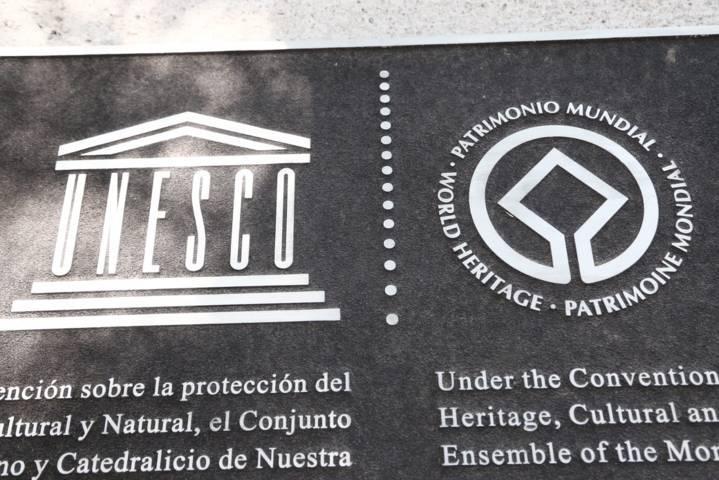 UNESCO
PATRIMONIO MUNDIAL · WORLD HERITAGE · PATRIMOINE MONDIAL ·
ención sobre la protección del
ultural y Natural, el Conjunto
no y Catedralicio de Nuestra
Under the Convention
Heritage, Cultural an
Ensemble of the Mon